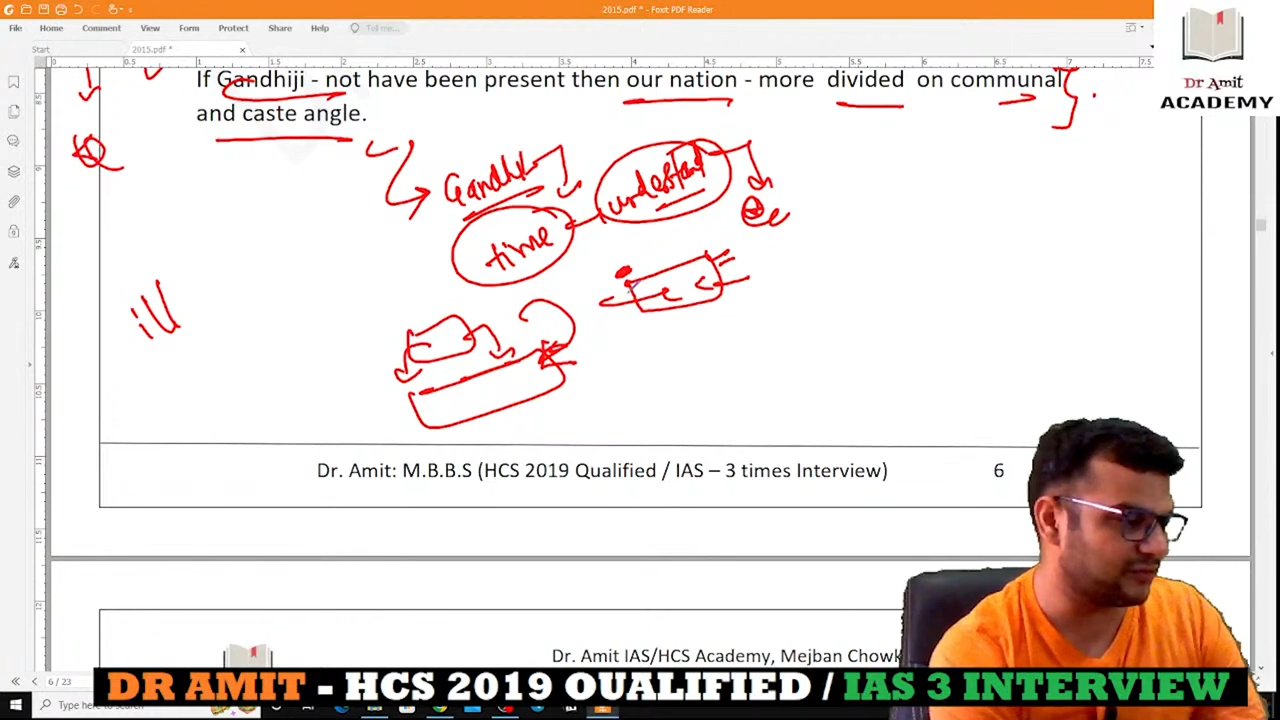 2015.pdf * - Foxit PDF Reader
File Home Comment View Form Protect Share Help Tell me...
Start 2015.pdf *
Dr Amit
ACADEMY
If Gandhiji - not have been present then our nation - more divided on communal
and caste angle.
Gandhi
understand
time
Dr. Amit: M.B.B.S (HCS 2019 Qualified / IAS – 3 times Interview) 6
Dr. Amit IAS/HCS Academy, Mejban Chowk
6 / 23
DR AMIT - HCS 2019 QUALIFIED / IAS 3 INTERVIEW
Type here to search